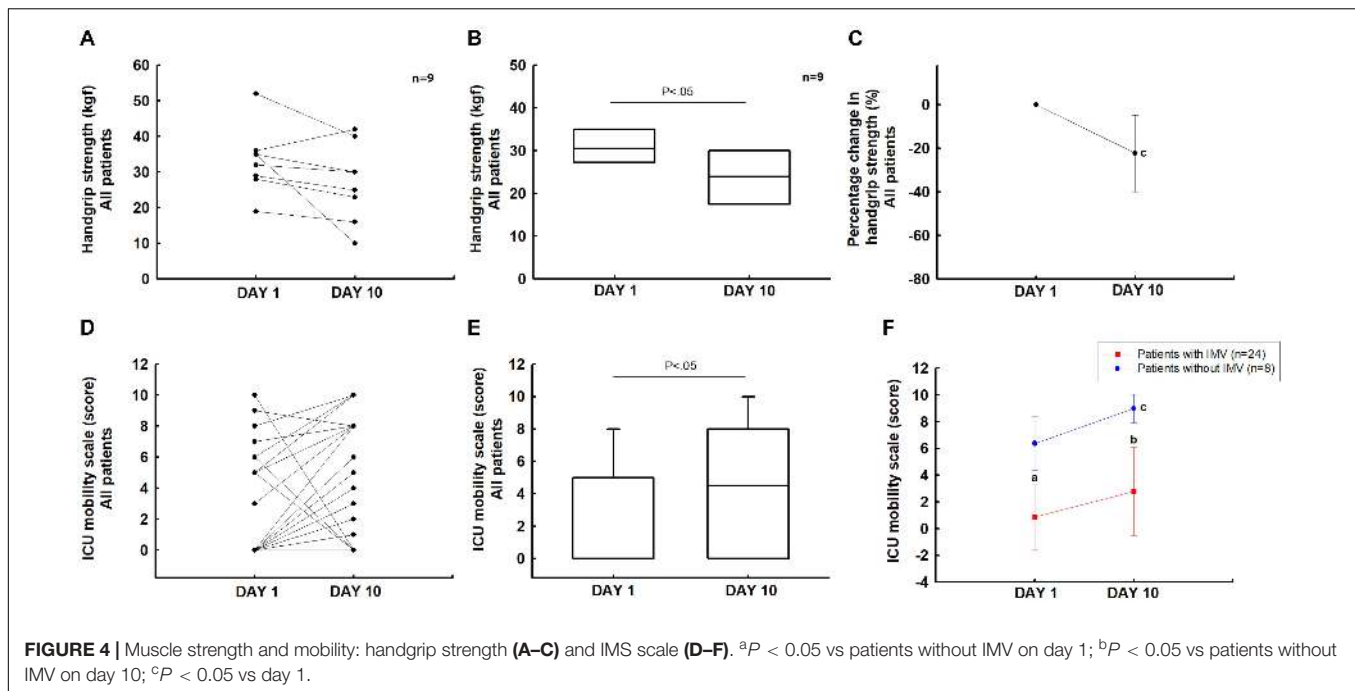 A
60
50
40
30
20
10
0
Handgrip strength (kgf)
All patients
n=9
DAY 1 DAY 10
B
50
40
30
20
10
0
Handgrip strength (kgf)
All patients
n=9
P<.05
DAY 1 DAY 10
C
0
-20
-40
-60
-80
Percentage change in
handgrip strength (%)
All patients
c
DAY 1 DAY 10
D
12
10
8
6
4
2
0
ICU mobility scale (score)
All patients
DAY 1 DAY 10
E
12
10
8
6
4
2
0
ICU mobility scale (score)
All patients
P<.05
DAY 1 DAY 10
F
Patients with IMV (n=24)
Patients without IMV (n=8)
12
10
8
6
4
2
0
-2
-4
ICU mobility scale (score)
a
b
c
DAY 1 DAY 10
FIGURE 4 | Muscle strength and mobility: handgrip strength (A–C) and IMS scale (D–F). aP < 0.05 vs patients without IMV on day 1; bP < 0.05 vs patients without
IMV on day 10; cP < 0.05 vs day 1.